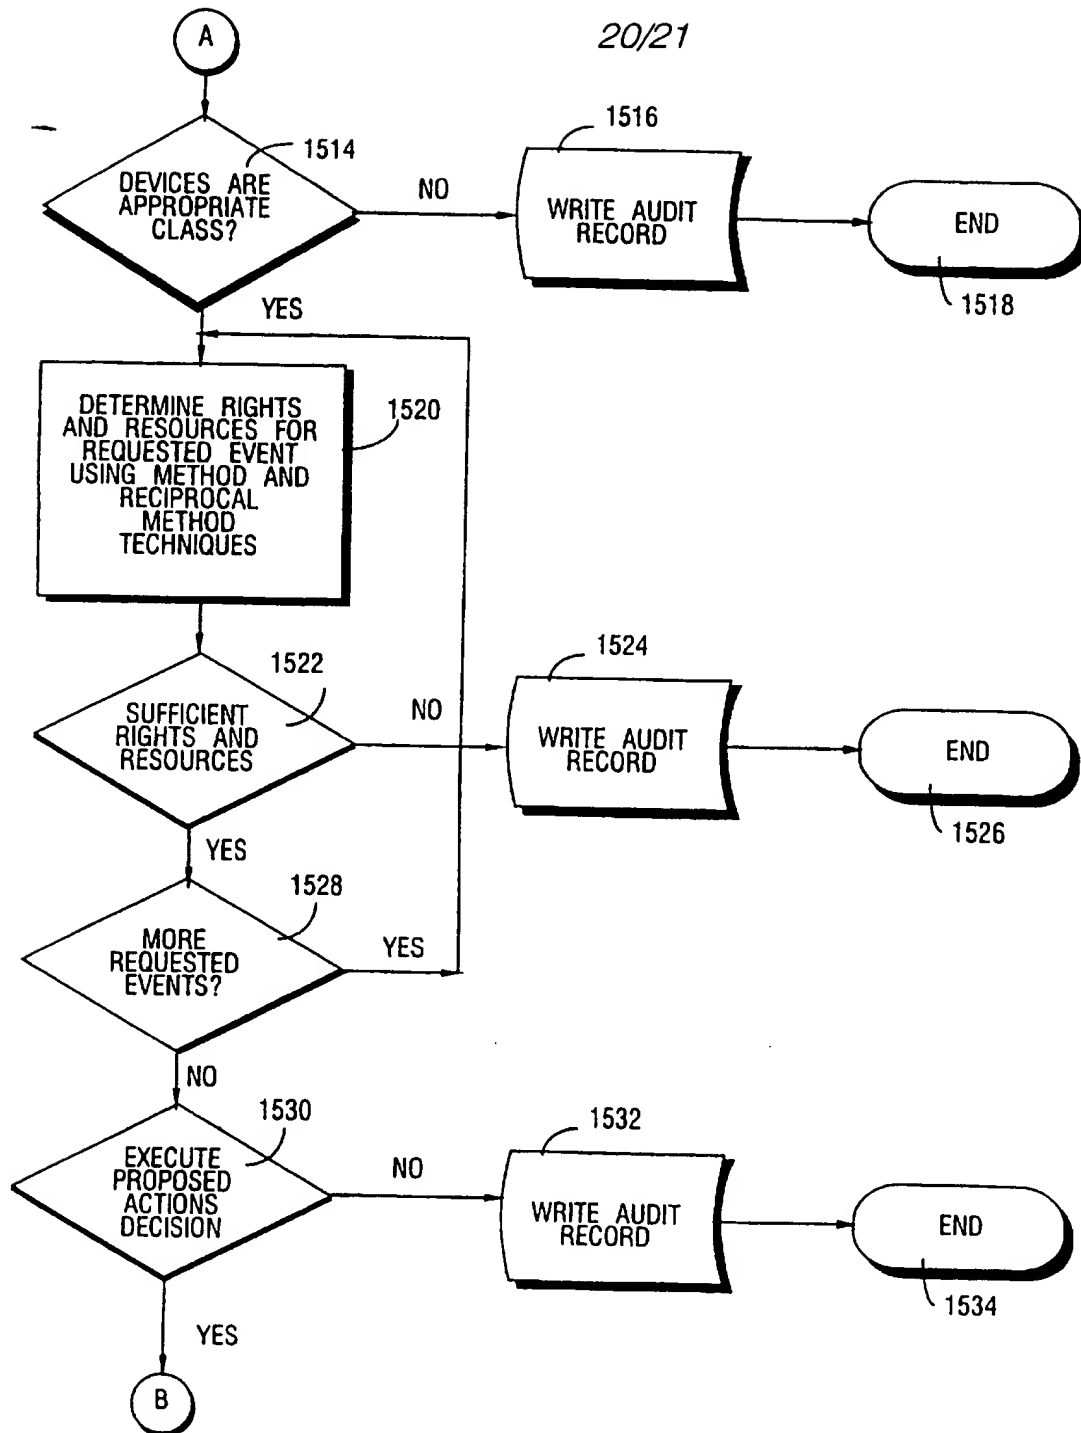 20/21
A
1514
DEVICES ARE
APPROPRIATE
CLASS?
NO
1516
WRITE AUDIT
RECORD
END
1518
YES
DETERMINE RIGHTS
AND RESOURCES FOR
REQUESTED EVENT
USING METHOD AND
RECIPROCAL
METHOD
TECHNIQUES
1520
1522
SUFFICIENT
RIGHTS AND
RESOURCES
NO
1524
WRITE AUDIT
RECORD
END
1526
YES
1528
MORE
REQUESTED
EVENTS?
YES
NO
1530
EXECUTE
PROPOSED
ACTIONS
DECISION
NO
1532
WRITE AUDIT
RECORD
END
1534
YES
B